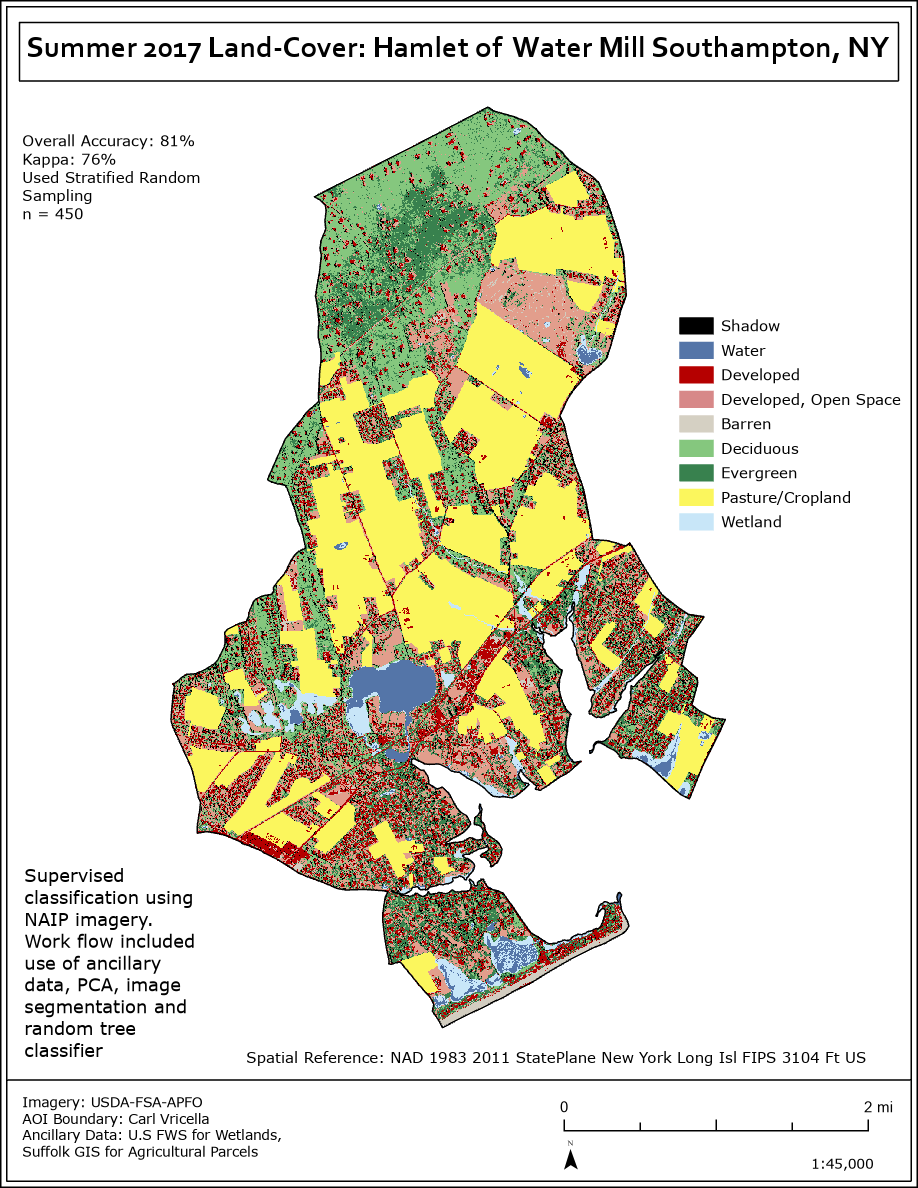 Summer 2017 Land-Cover: Hamlet of Water Mill Southampton, NY
Overall Accuracy: 81%
Kappa: 76%
Used Stratified Random
Sampling
n = 450
Shadow
Water
Developed
Developed, Open Space
Barren
Deciduous
Evergreen
Pasture/Cropland
Wetland
Supervised
classification using
NAIP imagery.
Work flow included
use of ancillary
data, PCA, image
segmentation and
random tree
classifier
Spatial Reference: NAD 1983 2011 StatePlane New York Long Isl FIPS 3104 Ft US
Imagery: USDA-FSA-APFO
AOI Boundary: Carl Vricella
Ancillary Data: U.S FWS for Wetlands,
Suffolk GIS for Agricultural Parcels
0 2 mi
N
1:45,000